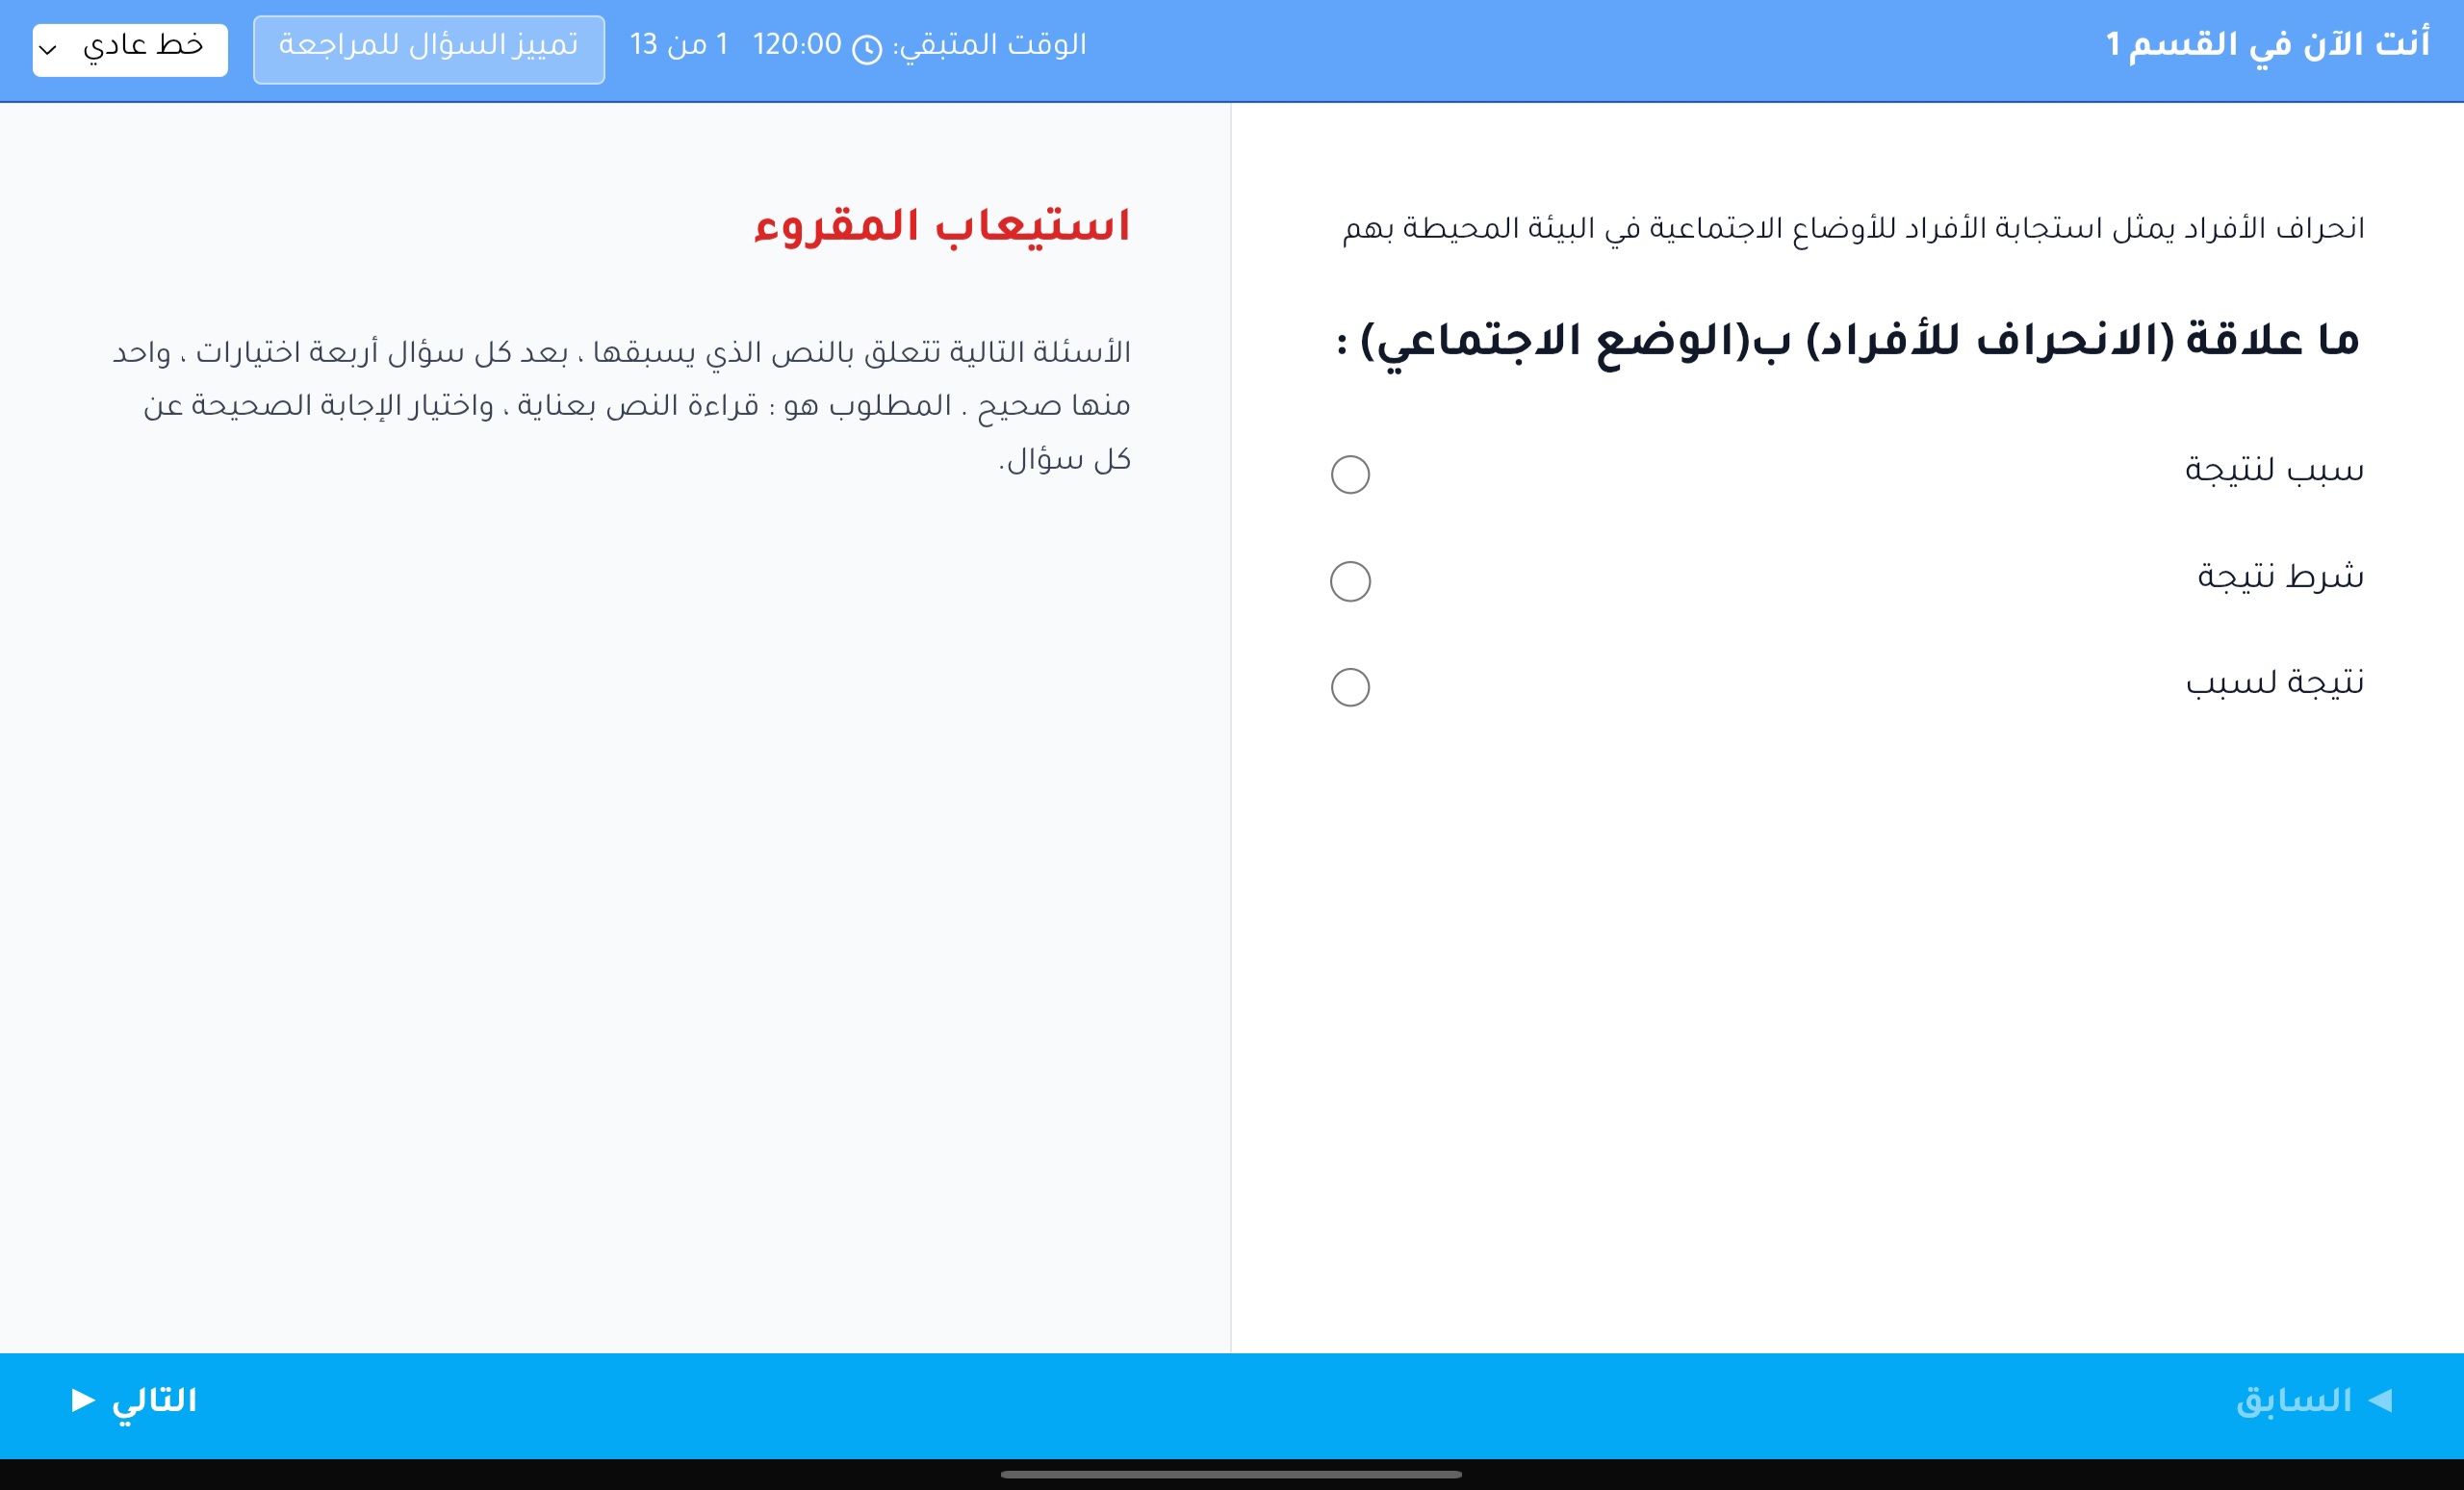 أنت الآن في القسم 1
الوقت المتبقي: 120:00
1 من 13
تمييز السؤال للمراجعة
خط عادي
انحراف الأفراد يمثل استجابة الأفراد للأوضاع الاجتماعية في البيئة المحيطة بهم
ما علاقة (الانحراف للأفراد) ب(الوضع الاجتماعي) :
سبب لنتيجة
شرط نتيجة
نتيجة لسبب
استيعاب المقروء
الأسئلة التالية تتعلق بالنص الذي يسبقها ، بعد كل سؤال أربعة اختيارات ، واحد
منها صحيح . المطلوب هو : قراءة النص بعناية ، واختيار الإجابة الصحيحة عن
كل سؤال.
السابق
التالي